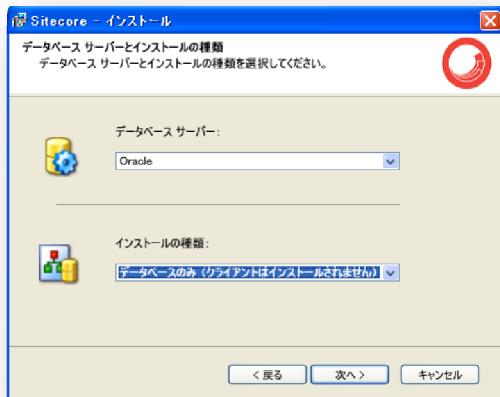 Sitecore - インストール
データベース サーバーとインストールの種類
データベース サーバーとインストールの種類を選択してください。
データベース サーバー:
Oracle
インストールの種類:
データベースのみ (クライアントはインストールされません)
< 戻る
次へ >
キャンセル